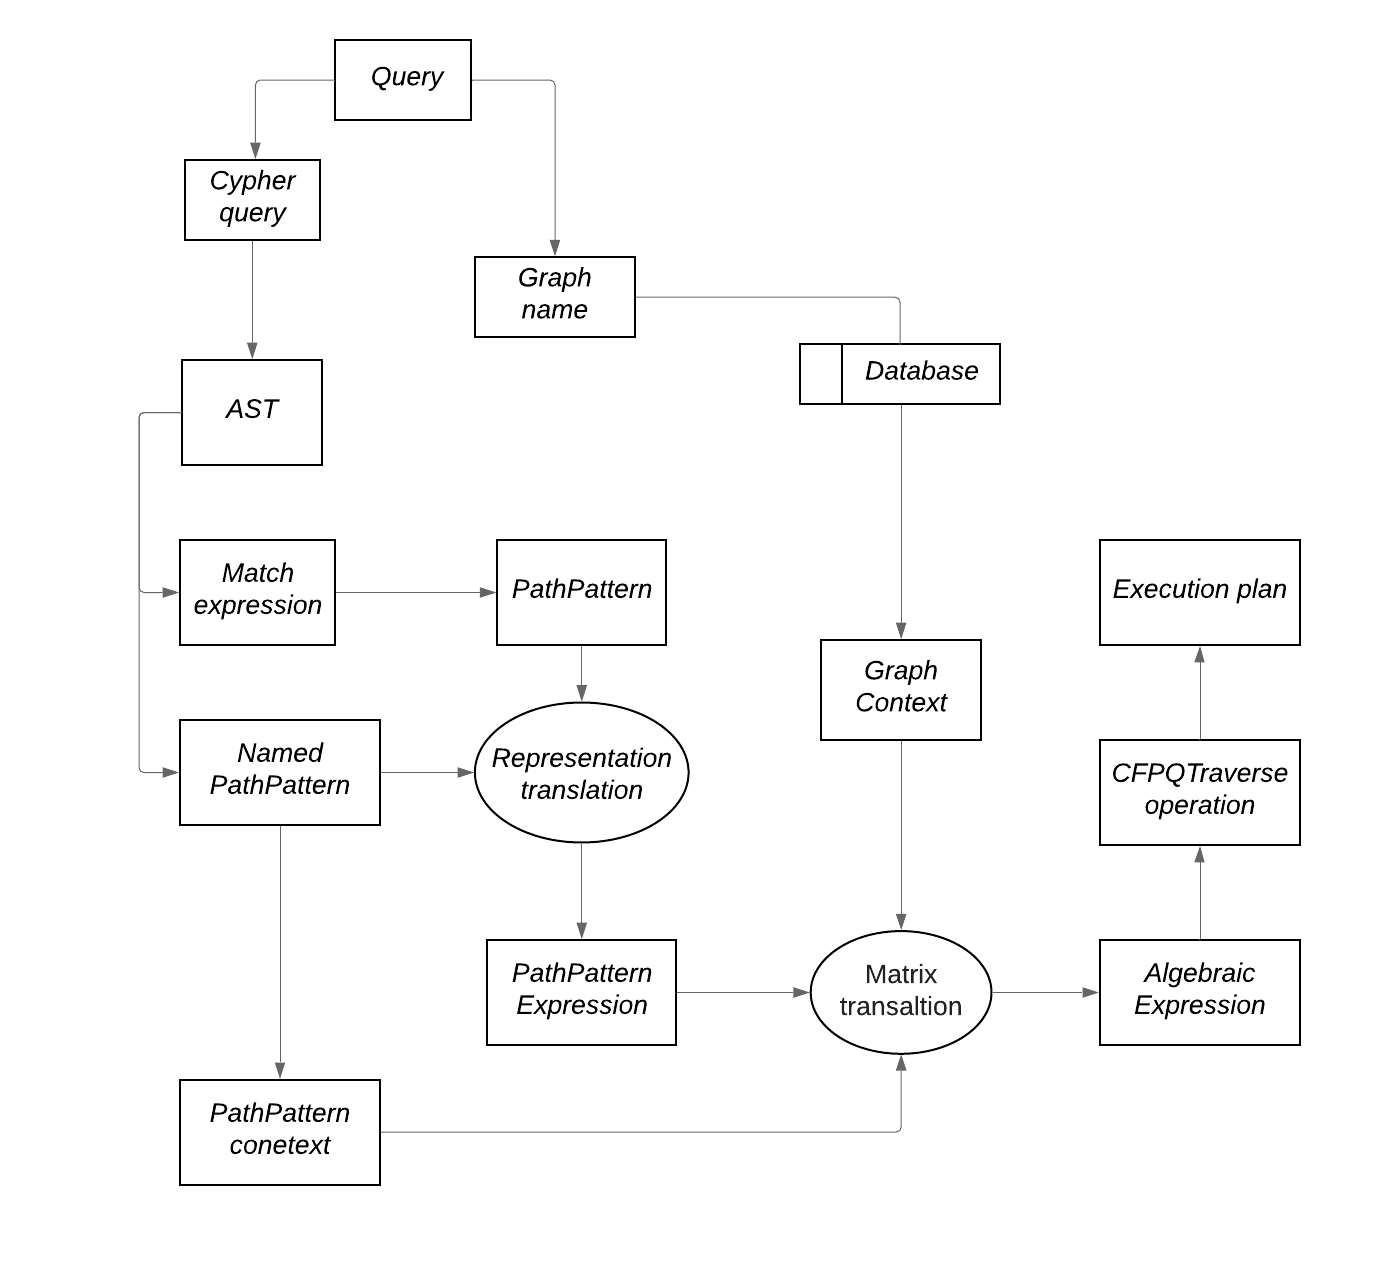 Query
Cypher
query
Graph
name
Database
AST
Match
expression
PathPattern
Execution plan
Graph
Context
Named
PathPattern
Representation
translation
CFPQTraverse
operation
PathPattern
Expression
Matrix
transaltion
Algebraic
Expression
PathPattern
conetext